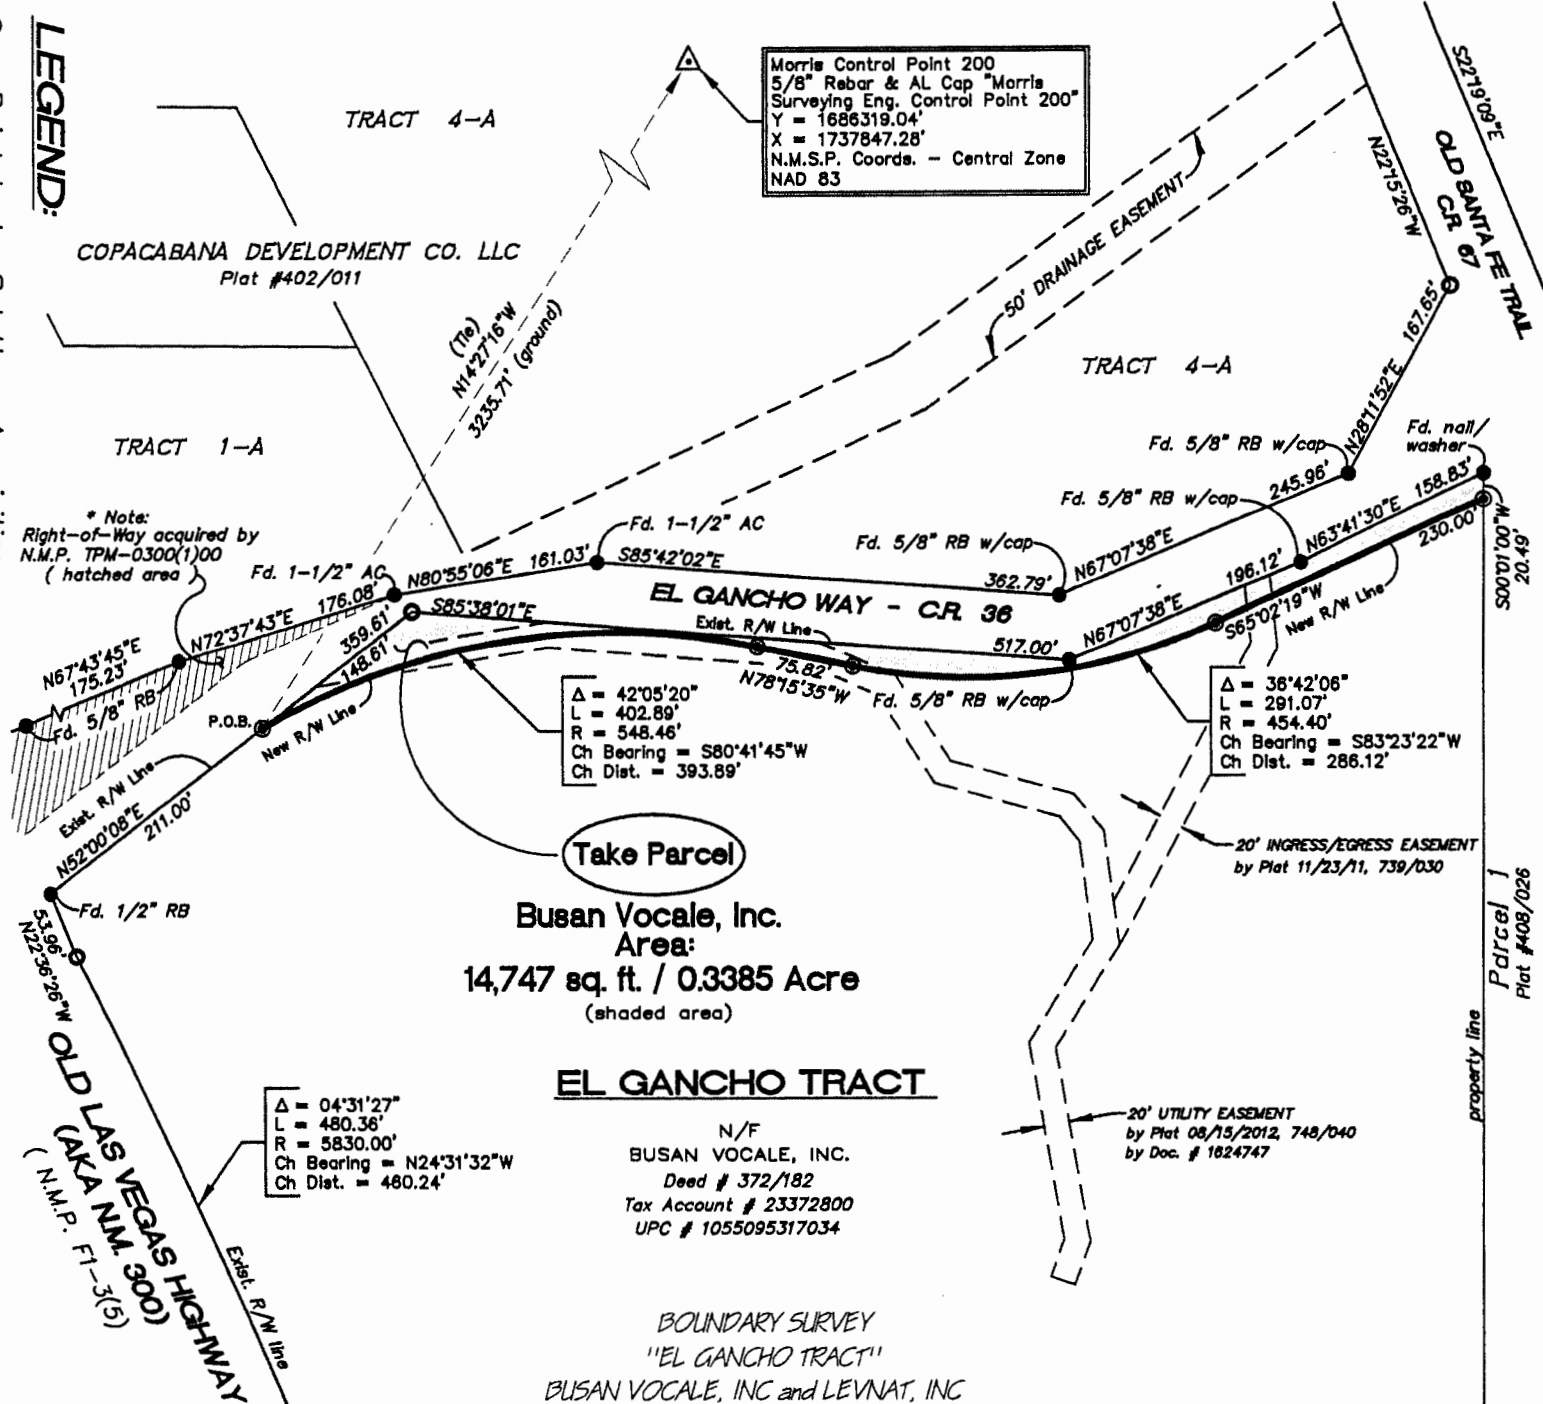 LEGEND:
TRACT 4-A
Morris Control Point 200
5/8" Rebar & AL Cap "Morris
Surveying Eng. Control Point 200"
Y = 1686319.04'
X = 1737847.28'
N.M.S.P. Coords. - Central Zone
NAD 83
S22°19'09"E
OLD SANTA FE TRAIL
C.R. 67
N22°15'26"W
COPACABANA DEVELOPMENT CO. LLC
Plat #402/011
50' DRAINAGE EASEMENT
(Tie)
N14°27'16"W
3235.71' (ground)
TRACT 4-A
167.65'
N28°11'52"E
TRACT 1-A
Fd. 5/8" RB w/cap
Fd. nail/
washer
* Note:
Right-of-Way acquired by
N.M.P. TPM-0300(1)00
( hatched area )
Fd. 1-1/2" AC
Fd. 1-1/2" AC
Fd. 5/8" RB w/cap
Fd. 5/8" RB w/cap
245.96'
N67°07'38"E
158.83'
N63°41'30"E
S00°01'00"W
20.49'
230.00'
N80°55'06"E
161.03'
S85°42'02"E
362.79'
EL GANCHO WAY - C.R. 36
176.08'
N72°37'43"E
S85°38'01"E
Exist. R/W Line
517.00'
196.12'
N67°07'38"E
S65°02'19"W
New R/W Line
N67°43'45"E
175.23'
Fd. 5/8" RB
359.61'
148.61'
P.O.B.
New R/W Line
75.82'
N78°15'35"W
Fd. 5/8" RB w/cap
Δ = 42°05'20"
L = 402.89'
R = 548.46'
Ch Bearing = S80°41'45"W
Ch Dist. = 393.89'
Δ = 36°42'06"
L = 291.07'
R = 454.40'
Ch Bearing = S83°23'22"W
Ch Dist. = 286.12'
Exist. R/W Line
N52°00'08"E
211.00'
Take Parcel
20' INGRESS/EGRESS EASEMENT
by Plat 11/23/11, 739/030
Fd. 1/2" RB
53.96'
N22°36'26"W
Busan Vocale, Inc.
Area:
14,747 sq. ft. / 0.3385 Acre
(shaded area)
Parcel 1
Plat #408/026
property line
OLD LAS VEGAS HIGHWAY
(AKA N.M. 300)
( N.M.P. F1-3(5)
EL GANCHO TRACT
N/F
BUSAN VOCALE, INC.
Deed # 372/182
Tax Account # 23372800
UPC # 1055095317034
Δ = 04°31'27"
L = 460.36'
R = 5830.00'
Ch Bearing = N24°31'32"W
Ch Dist. = 460.24'
20' UTILITY EASEMENT
by Plat 08/15/2012, 748/040
by Doc. # 1624747
Exist. R/W line
BOUNDARY SURVEY
"EL GANCHO TRACT"
BUSAN VOCALE, INC and LEVNAT, INC